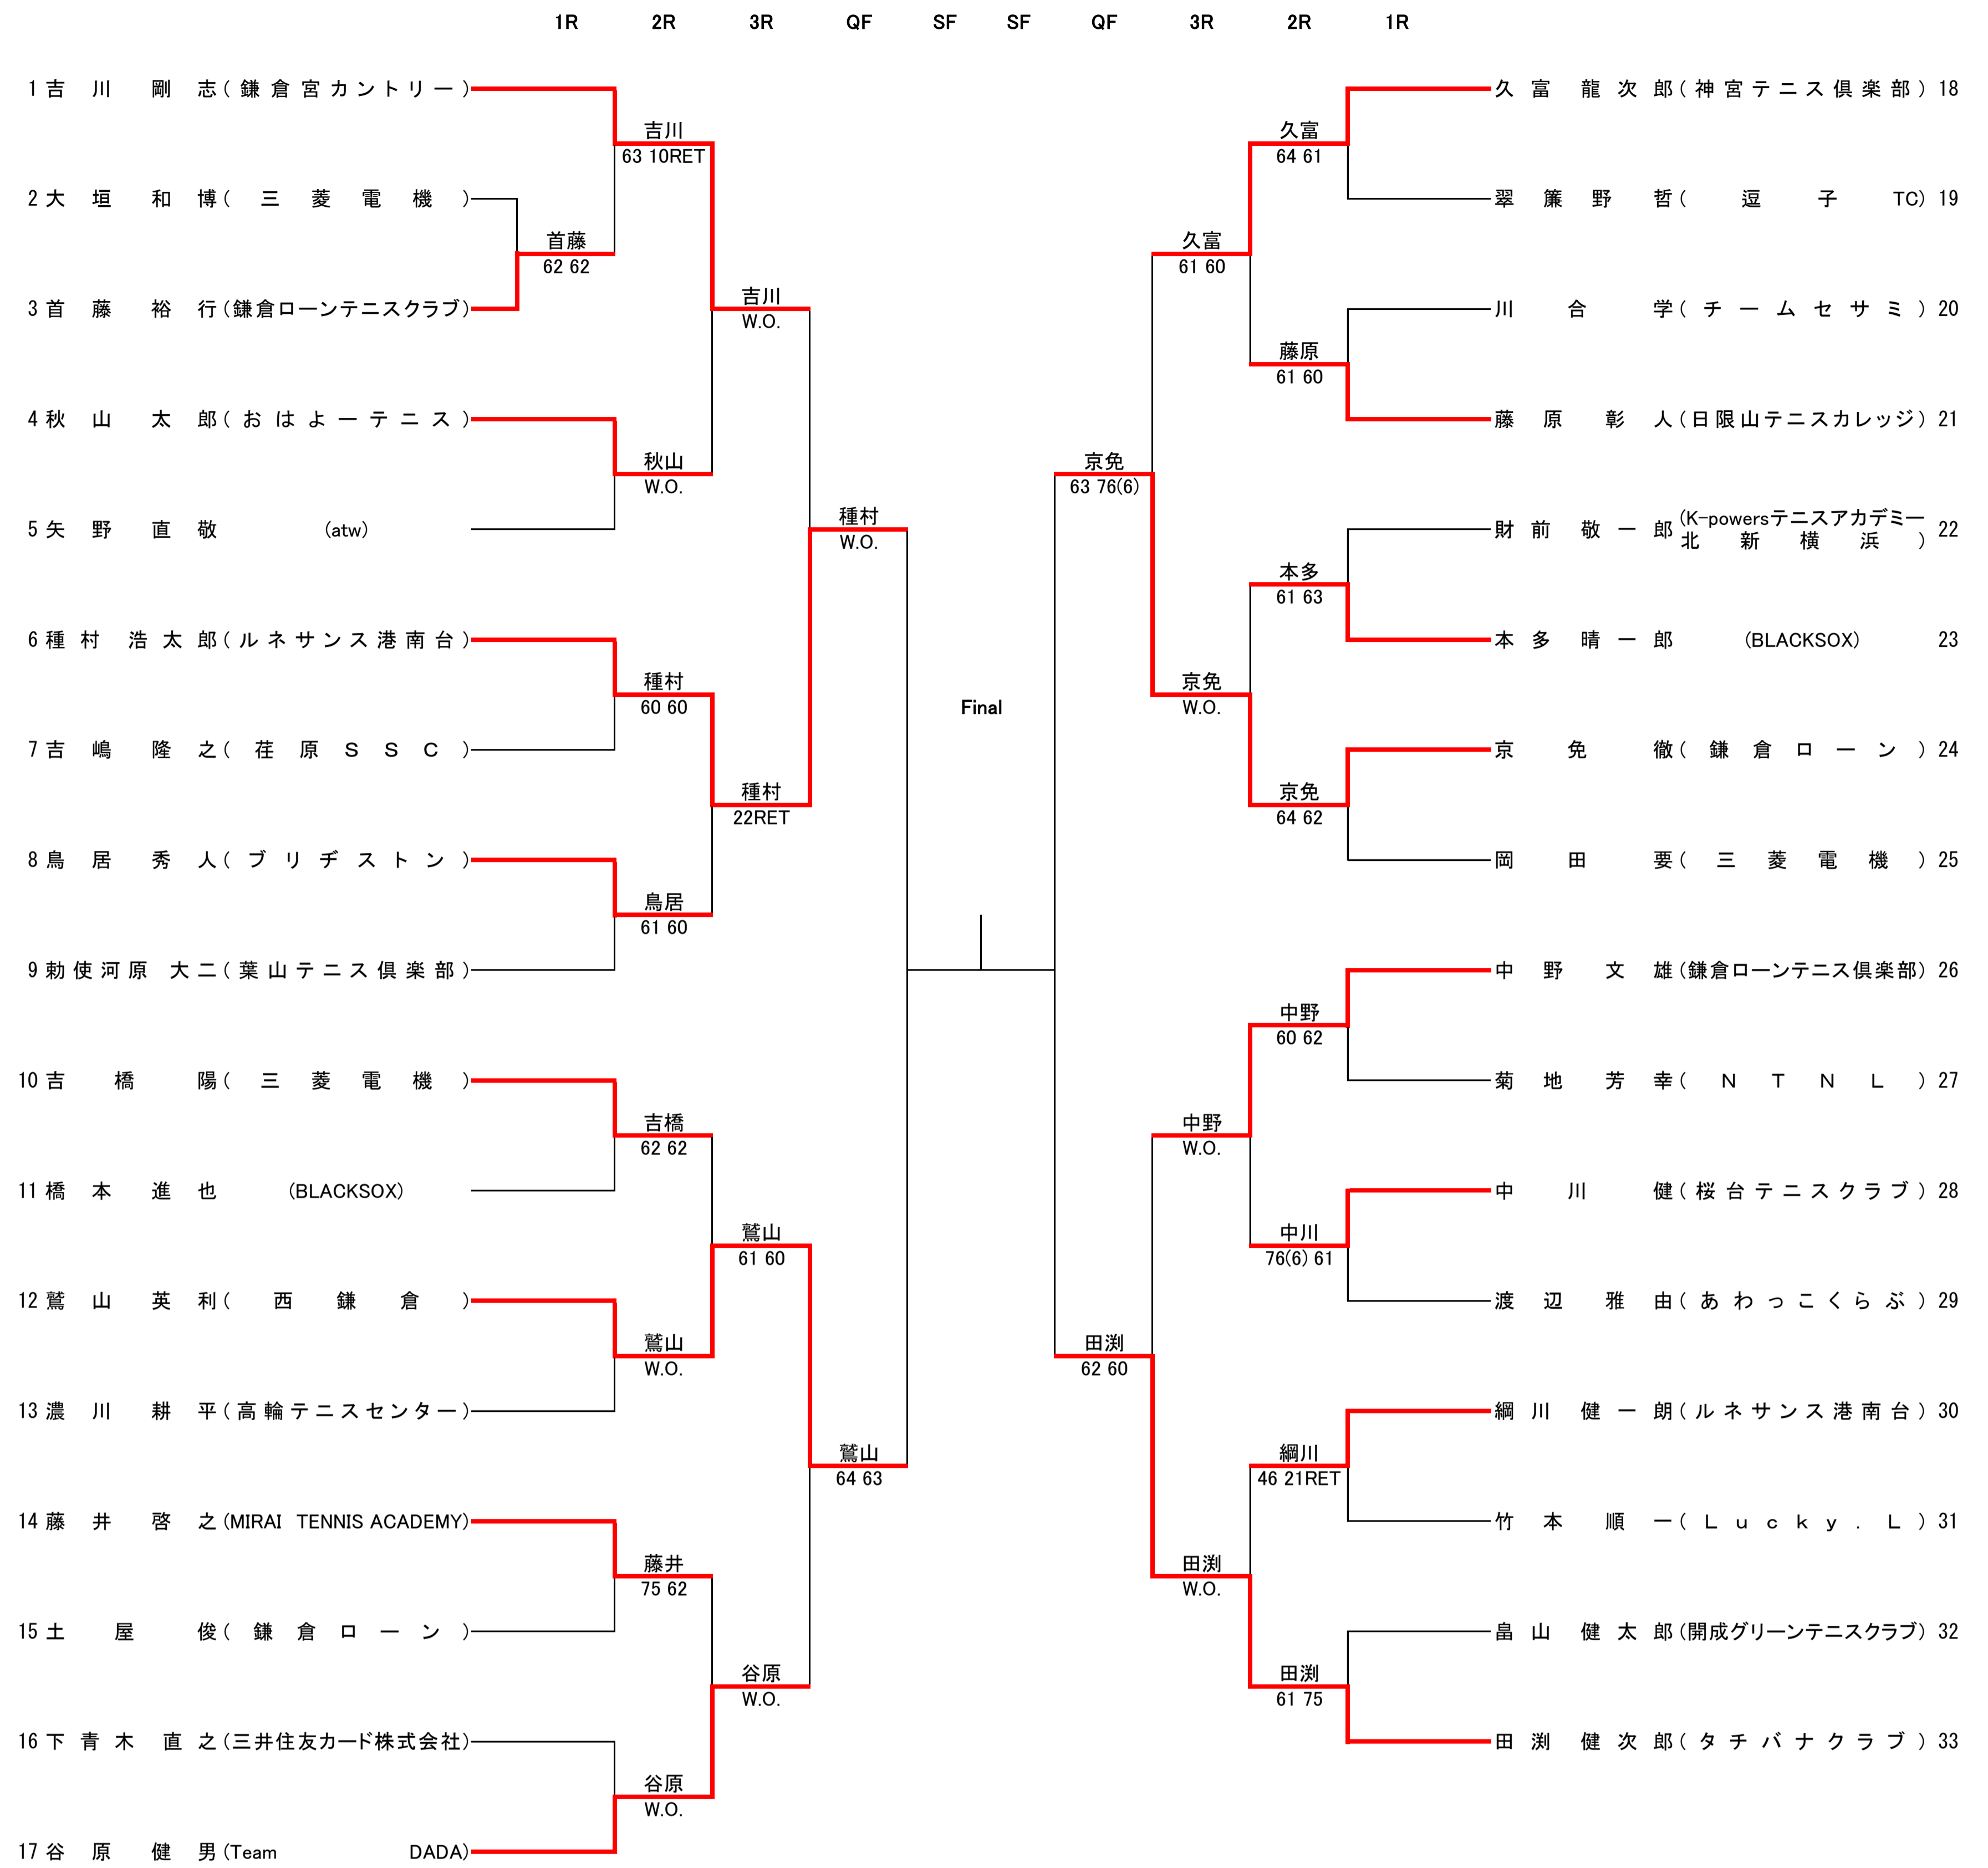 1R 2R 3R QF SF SF QF 3R 2R 1R
1 吉川 剛志 (鎌倉宮カントリー)
吉川
63 10RET
2 大垣 和博 (三菱電機)
首藤
62 62
3 首藤 裕行 (鎌倉ローンテニスクラブ)
吉川
W.O.
4 秋山 太郎 (おはよーテニス)
秋山
W.O.
5 矢野 直敬 (atw)
種村
W.O.
6 種村 浩太郎 (ルネサンス港南台)
種村
60 60
7 吉嶋 隆之 (荏原SSC)
種村
22RET
8 鳥居 秀人 (ブリヂストン)
鳥居
61 60
9 勅使河原 大二 (葉山テニス倶楽部)
10 吉橋 陽 (三菱電機)
吉橋
62 62
11 橋本 進也 (BLACKSOX)
鷲山
61 60
12 鷲山 英利 (西鎌倉)
鷲山
W.O.
13 濃川 耕平 (高輪テニスセンター)
鷲山
64 63
14 藤井 啓之 (MIRAI TENNIS ACADEMY)
藤井
75 62
15 土屋 俊 (鎌倉ローン)
谷原
W.O.
16 下青木 直之 (三井住友カード株式会社)
谷原
W.O.
17 谷原 健男 (Team DADA)
Final
久富 龍次郎 (神宮テニス倶楽部) 18
久富
64 61
翠簾野 哲 (逗子TC) 19
久富
61 60
川合 学 (チームセサミ) 20
藤原
61 60
藤原 彰人 (日限山テニスカレッジ) 21
京免
63 76(6)
財前 敬一郎 (K-powersテニスアカデミー
北新横浜) 22
本多
61 63
本多 晴一郎 (BLACKSOX) 23
京免
W.O.
京免 徹 (鎌倉ローン) 24
京免
64 62
岡田 要 (三菱電機) 25
中野 文雄 (鎌倉ローンテニス倶楽部) 26
中野
60 62
菊地 芳幸 (NTNL) 27
中野
W.O.
中川 健 (桜台テニスクラブ) 28
中川
76(6) 61
渡辺 雅由 (あわっこくらぶ) 29
田渕
62 60
綱川 健一朗 (ルネサンス港南台) 30
綱川
46 21RET
竹本 順一 (Lucky.L) 31
田渕
W.O.
畠山 健太郎 (開成グリーンテニスクラブ) 32
田渕
61 75
田渕 健次郎 (タチバナクラブ) 33